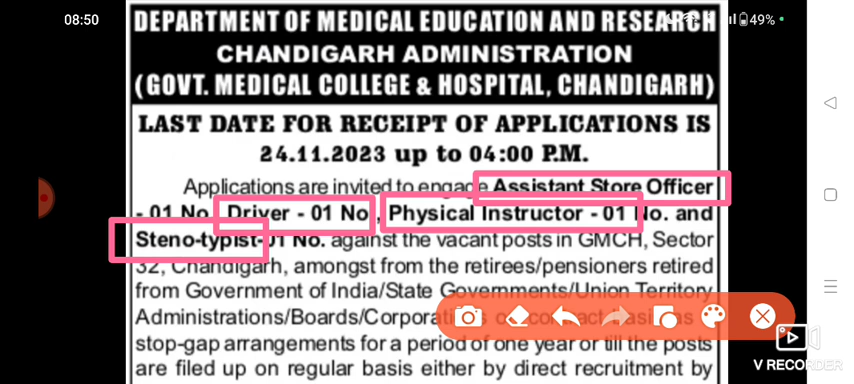 08:50
49%
DEPARTMENT OF MEDICAL EDUCATION AND RESEARCH
CHANDIGARH ADMINISTRATION
(GOVT. MEDICAL COLLEGE & HOSPITAL, CHANDIGARH)
LAST DATE FOR RECEIPT OF APPLICATIONS IS
24.11.2023 up to 04:00 P.M.
Applications are invited to engage Assistant Store Officer
- 01 No., Driver - 01 No., Physical Instructor - 01 No. and
Steno-typist-01 No. against the vacant posts in GMCH, Sector
32, Chandigarh, amongst from the retirees/pensioners retired
from Government of India/State Governments/Union Territory
Administrations/Boards/Corporations on contract basis as
stop-gap arrangements for a period of one year or till the posts
are filed up on regular basis either by direct recruitment by
V RECORDER